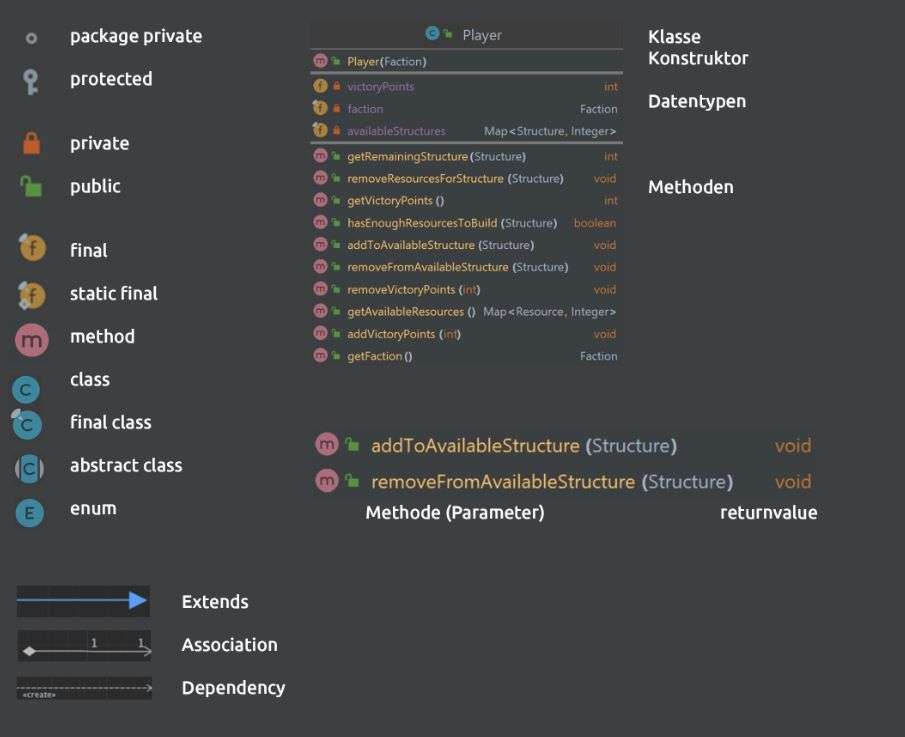 package private
protected
private
public
final
static final
method
class
final class
abstract class
enum
Extends
Association
Dependency
f
f
m
C
C
C
E
1 1
«create»
C Player
m Player(Faction)
f victoryPoints int
f faction Faction
f availableStructures Map<Structure, Integer>
m getRemainingStructure(Structure) int
m removeResourcesForStructure (Structure) void
m getVictoryPoints () int
m hasEnoughResourcesToBuild (Structure) boolean
m addToAvailableStructure (Structure) void
m removeFromAvailableStructure (Structure) void
m removeVictoryPoints (int) void
m getAvailableResources () Map<Resource, Integer>
m addVictoryPoints (int) void
m getFaction () Faction
Klasse
Konstruktor
Datentypen
Methoden
m addToAvailableStructure (Structure) void
m removeFromAvailableStructure (Structure) void
Methode (Parameter) returnvalue